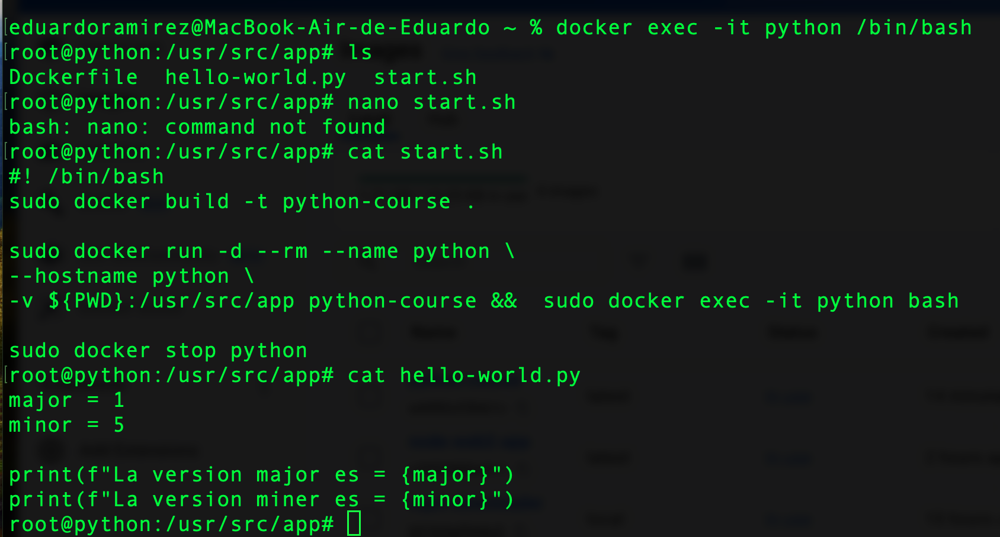 eduardoramirez@MacBook-Air-de-Eduardo ~ % docker exec -it python /bin/bash
root@python:/usr/src/app# ls
Dockerfile  hello-world.py  start.sh
root@python:/usr/src/app# nano start.sh
bash: nano: command not found
root@python:/usr/src/app# cat start.sh
#! /bin/bash
sudo docker build -t python-course .
sudo docker run -d --rm --name python \
--hostname python \
-v ${PWD}:/usr/src/app python-course &&  sudo docker exec -it python bash
sudo docker stop python
root@python:/usr/src/app# cat hello-world.py
major = 1
minor = 5
print(f"La version major es = {major}")
print(f"La version miner es = {minor}")
root@python:/usr/src/app#